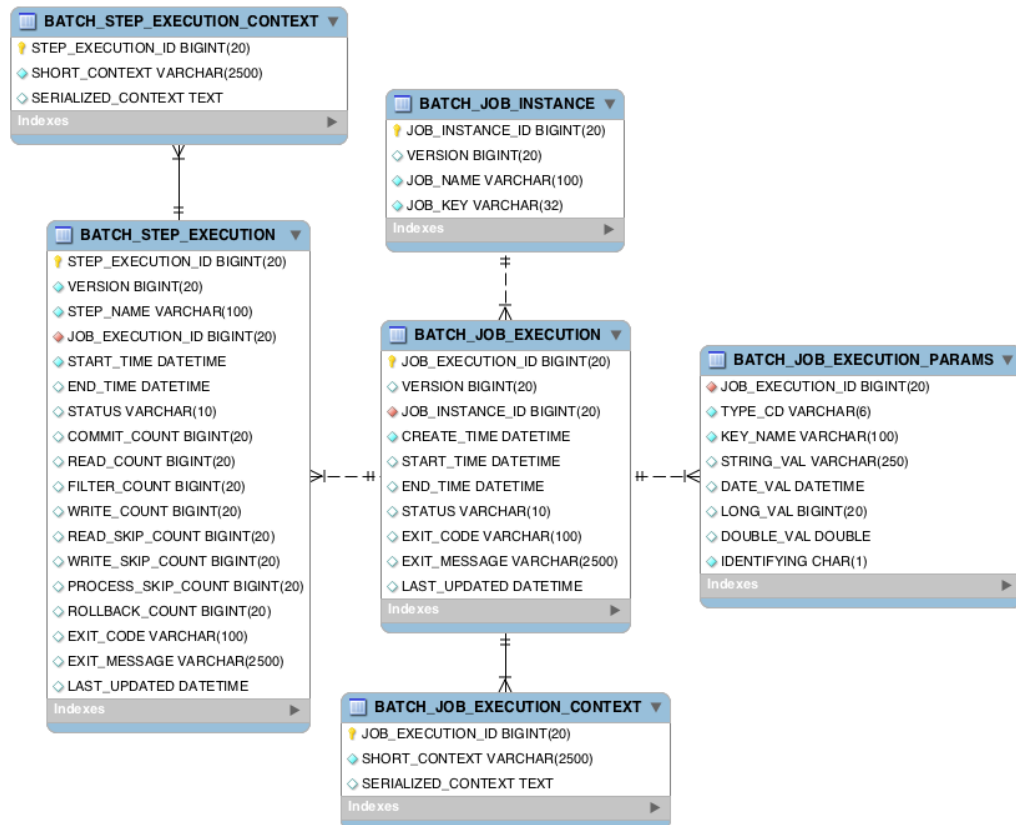 BATCH_STEP_EXECUTION_CONTEXT
STEP_EXECUTION_ID BIGINT(20)
SHORT_CONTEXT VARCHAR(2500)
SERIALIZED_CONTEXT TEXT
Indexes
BATCH_JOB_INSTANCE
JOB_INSTANCE_ID BIGINT(20)
VERSION BIGINT(20)
JOB_NAME VARCHAR(100)
JOB_KEY VARCHAR(32)
Indexes
BATCH_STEP_EXECUTION
STEP_EXECUTION_ID BIGINT(20)
VERSION BIGINT(20)
STEP_NAME VARCHAR(100)
JOB_EXECUTION_ID BIGINT(20)
START_TIME DATETIME
END_TIME DATETIME
STATUS VARCHAR(10)
COMMIT_COUNT BIGINT(20)
READ_COUNT BIGINT(20)
FILTER_COUNT BIGINT(20)
WRITE_COUNT BIGINT(20)
READ_SKIP_COUNT BIGINT(20)
WRITE_SKIP_COUNT BIGINT(20)
PROCESS_SKIP_COUNT BIGINT(20)
ROLLBACK_COUNT BIGINT(20)
EXIT_CODE VARCHAR(100)
EXIT_MESSAGE VARCHAR(2500)
LAST_UPDATED DATETIME
Indexes
BATCH_JOB_EXECUTION
JOB_EXECUTION_ID BIGINT(20)
VERSION BIGINT(20)
JOB_INSTANCE_ID BIGINT(20)
CREATE_TIME DATETIME
START_TIME DATETIME
END_TIME DATETIME
STATUS VARCHAR(10)
EXIT_CODE VARCHAR(100)
EXIT_MESSAGE VARCHAR(2500)
LAST_UPDATED DATETIME
Indexes
BATCH_JOB_EXECUTION_PARAMS
JOB_EXECUTION_ID BIGINT(20)
TYPE_CD VARCHAR(6)
KEY_NAME VARCHAR(100)
STRING_VAL VARCHAR(250)
DATE_VAL DATETIME
LONG_VAL BIGINT(20)
DOUBLE_VAL DOUBLE
IDENTIFYING CHAR(1)
Indexes
BATCH_JOB_EXECUTION_CONTEXT
JOB_EXECUTION_ID BIGINT(20)
SHORT_CONTEXT VARCHAR(2500)
SERIALIZED_CONTEXT TEXT
Indexes